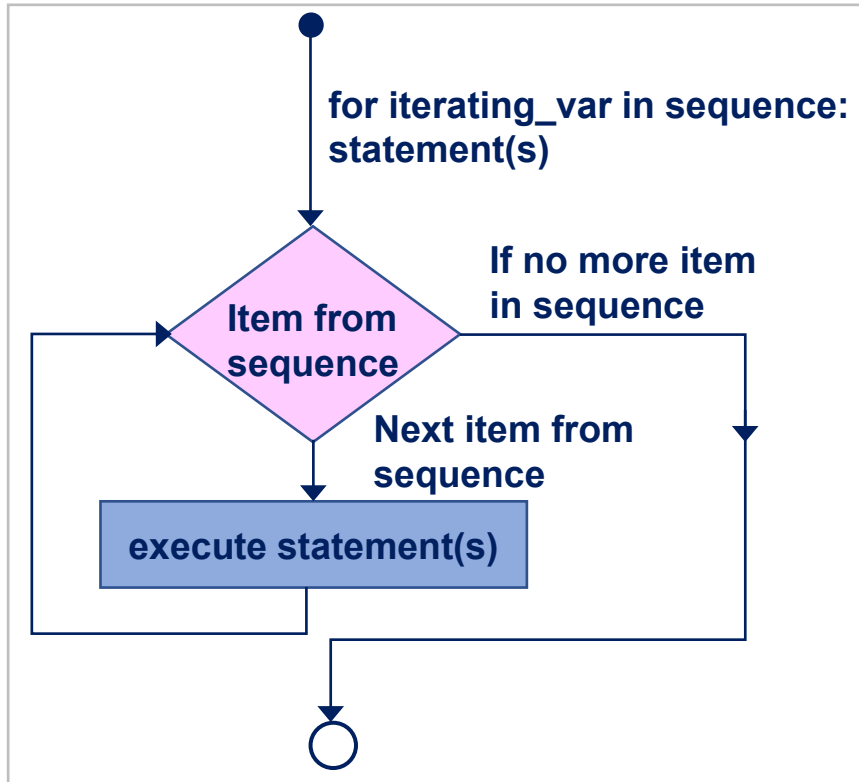 for iterating_var in sequence:
statement(s)
If no more item
in sequence
Item from
sequence
Next item from
sequence
execute statement(s)